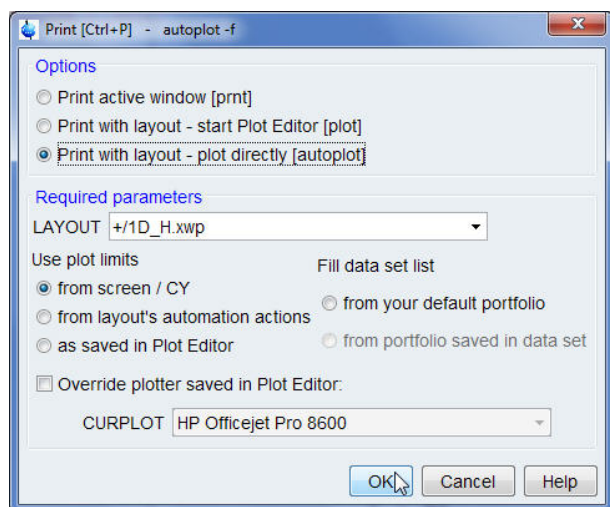 Print [Ctrl+P] - autoplot -f
Options
Print active window [prnt]
Print with layout - start Plot Editor [plot]
Print with layout - plot directly [autoplot]
Required parameters
LAYOUT +/1D_H.xwp
Use plot limits
from screen / CY
from layout's automation actions
as saved in Plot Editor
Fill data set list
from your default portfolio
from portfolio saved in data set
Override plotter saved in Plot Editor:
CURPLOT HP Officejet Pro 8600
OK Cancel Help